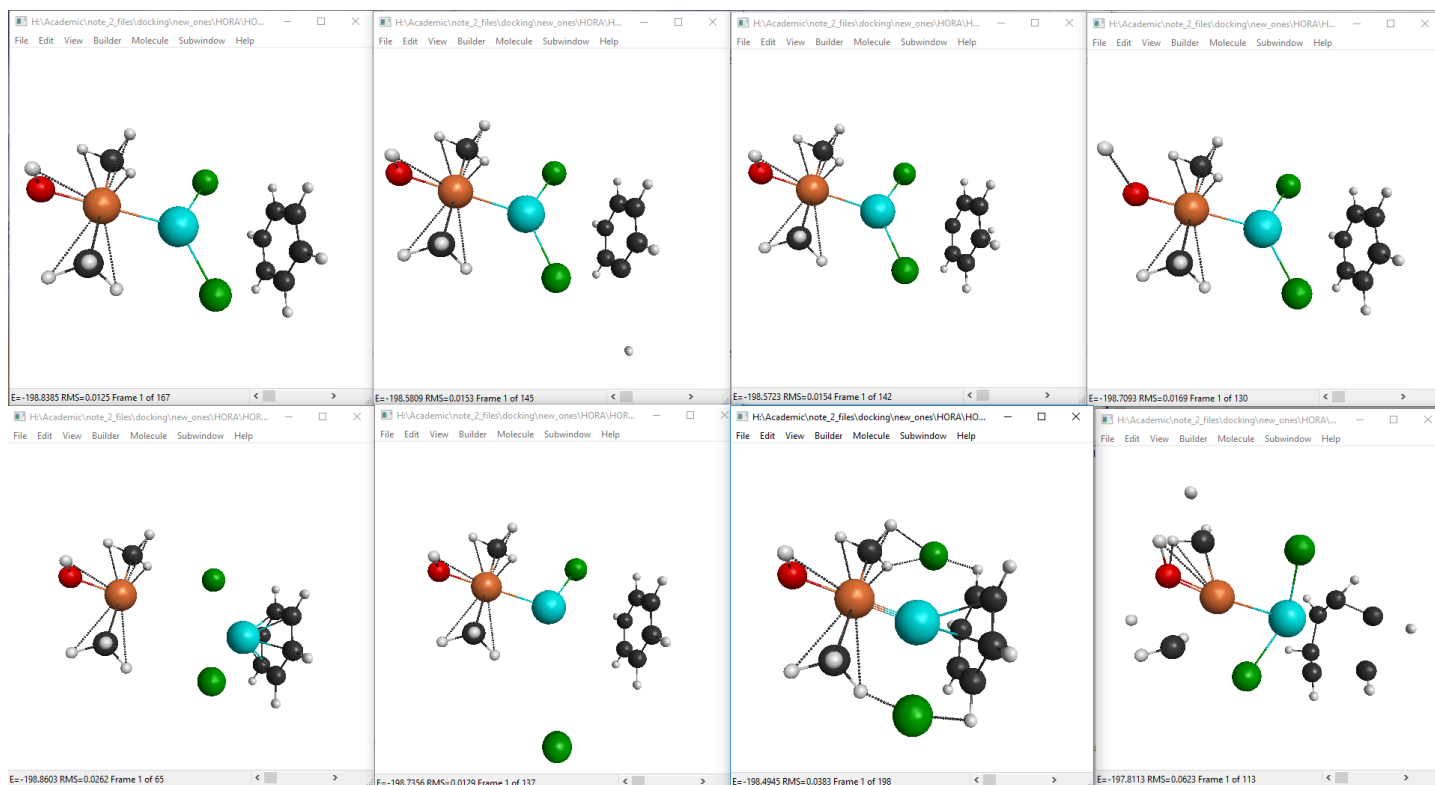 H:\Academic\note_2_files\docking\new_ones\HORA\HO...
File Edit View Builder Molecule Subwindow Help
E=-198.8385 RMS=0.0125 Frame 1 of 167
H:\Academic\note_2_files\docking\new_ones\HORA\H...
File Edit View Builder Molecule Subwindow Help
E=-198.5809 RMS=0.0153 Frame 1 of 145
H:\Academic\note_2_files\docking\new_ones\HORA\HO...
File Edit View Builder Molecule Subwindow Help
E=-198.5723 RMS=0.0154 Frame 1 of 142
H:\Academic\note_2_files\docking\new_ones\HORA\H...
File Edit View Builder Molecule Subwindow Help
E=-198.7093 RMS=0.0169 Frame 1 of 130
H:\Academic\note_2_files\docking\new_ones\HORA\HOR...
File Edit View Builder Molecule Subwindow Help
E=-198.8603 RMS=0.0262 Frame 1 of 65
H:\Academic\note_2_files\docking\new_ones\HORA\HO...
File Edit View Builder Molecule Subwindow Help
E=-198.7356 RMS=0.0129 Frame 1 of 137
H:\Academic\note_2_files\docking\new_ones\HORA\HO...
File Edit View Builder Molecule Subwindow Help
E=-198.4945 RMS=0.0383 Frame 1 of 198
H:\Academic\note_2_files\docking\new_ones\HORA\...
File Edit View Builder Molecule Subwindow Help
E=-197.8113 RMS=0.0623 Frame 1 of 113